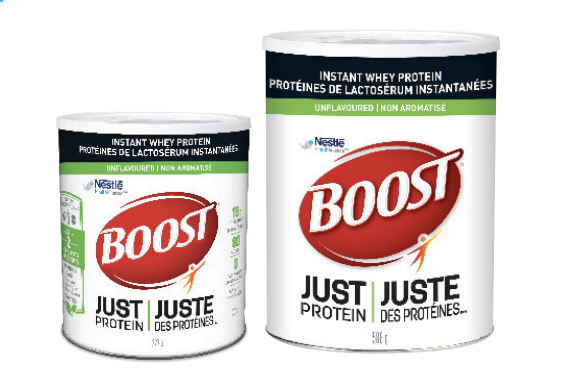 INSTANT WHEY PROTEIN
PROTÉINES DE LACTOSÉRUM INSTANTANÉES
UNFLAVOURED | NON AROMATISÉ
Nestlé
BOOST
JUST | JUSTE
PROTEIN | DES PROTÉINES
INSTANT WHEY PROTEIN
PROTÉINES DE LACTOSÉRUM INSTANTANÉES
UNFLAVOURED | NON AROMATISÉ
Nestlé
BOOST
JUST | JUSTE
PROTEIN | DES PROTÉINES